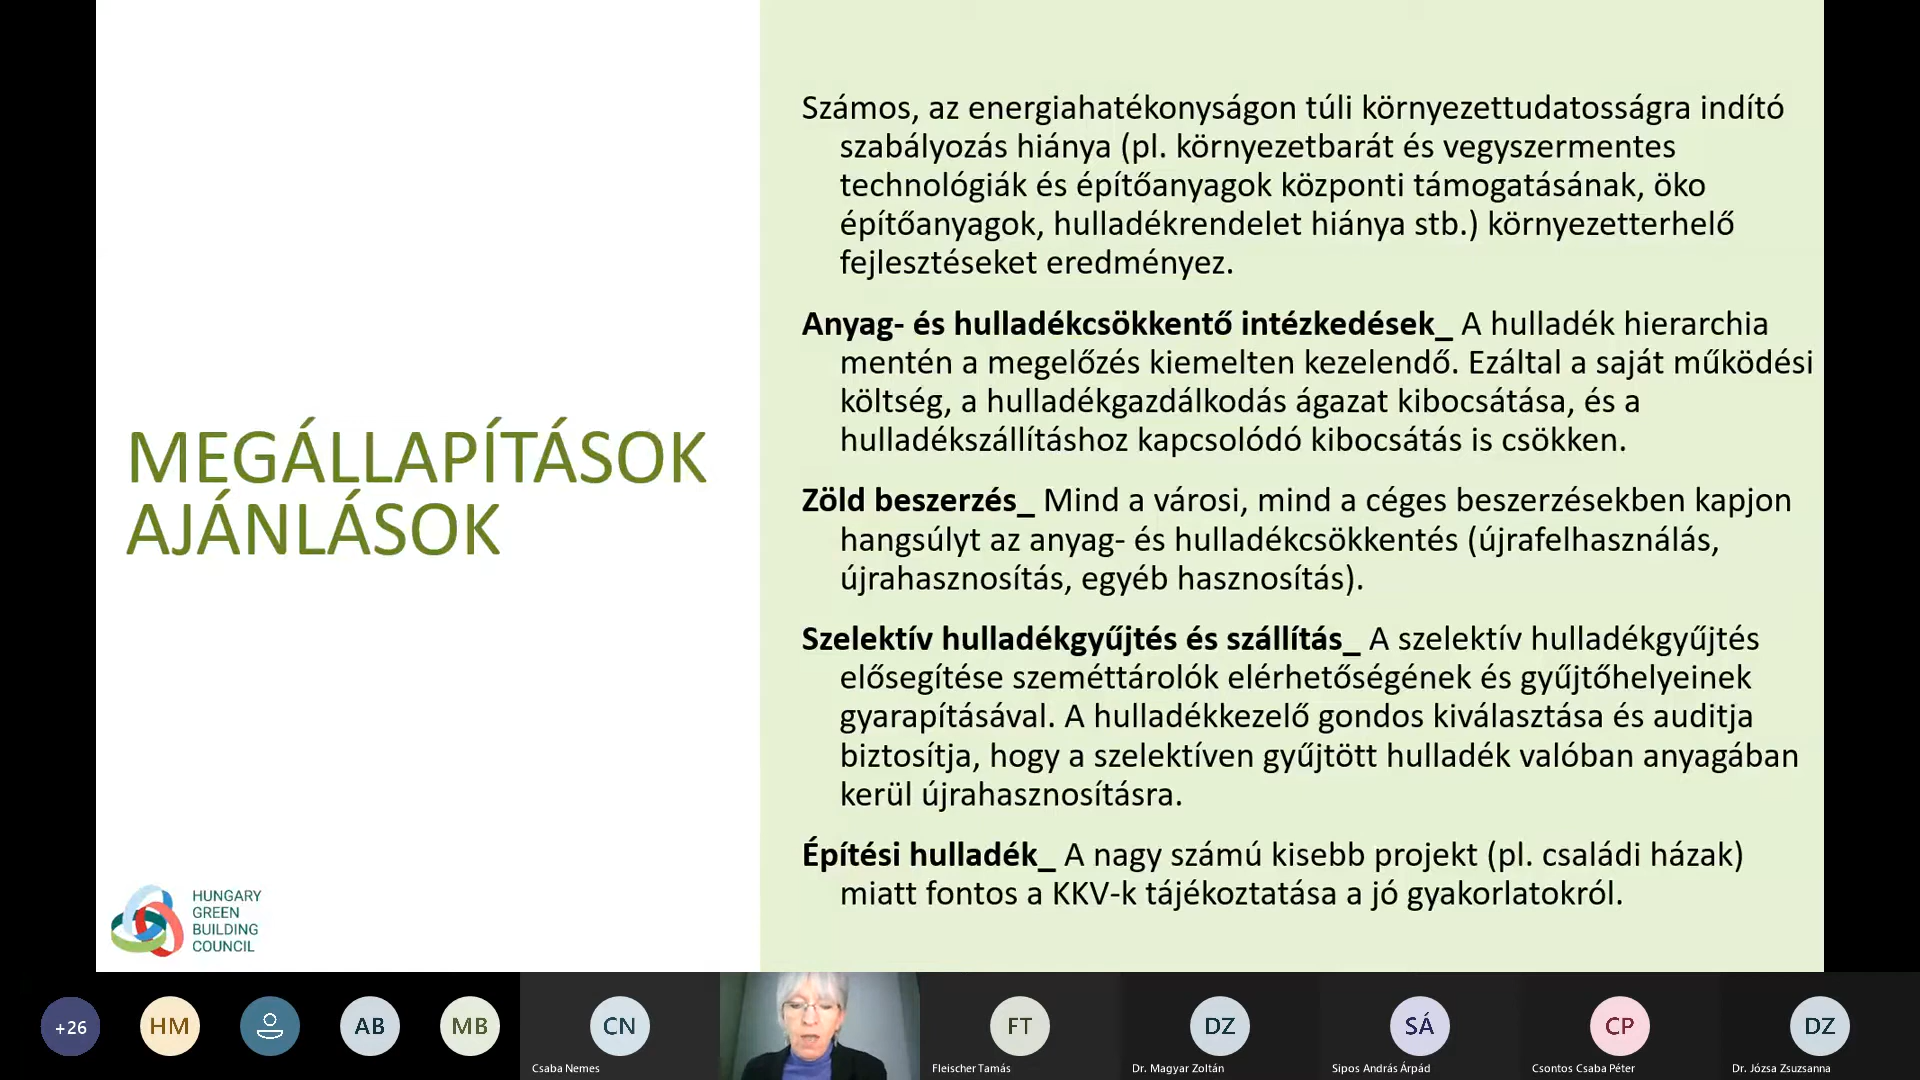 MEGÁLLAPÍTÁSOK
AJÁNLÁSOK
Számos, az energiahatékonyságon túli környezettudatosságra indító
szabályozás hiánya (pl. környezetbarát és vegyszermentes
technológiák és építőanyagok központi támogatásának, öko
építőanyagok, hulladékrendelet hiánya stb.) környezetterhelő
fejlesztéseket eredményez.
Anyag- és hulladékcsökkentő intézkedések_ A hulladék hierarchia
mentén a megelőzés kiemelten kezelendő. Ezáltal a saját működési
költség, a hulladékgazdálkodás ágazat kibocsátása, és a
hulladékszállításhoz kapcsolódó kibocsátás is csökken.
Zöld beszerzés_ Mind a városi, mind a céges beszerzésekben kapjon
hangsúlyt az anyag- és hulladékcsökkentés (újrafelhasználás,
újrahasznosítás, egyéb hasznosítás).
Szelektív hulladékgyűjtés és szállítás_ A szelektív hulladékgyűjtés
elősegítése szeméttárolók elérhetőségének és gyűjtőhelyeinek
gyarapításával. A hulladékkezelő gondos kiválasztása és auditja
biztosítja, hogy a szelektíven gyűjtött hulladék valóban anyagában
kerül újrahasznosításra.
Építési hulladék_ A nagy számú kisebb projekt (pl. családi házak)
miatt fontos a KKV-k tájékoztatása a jó gyakorlatokról.
HUNGARY
GREEN
BUILDING
COUNCIL
+26
HM
AB
MB
CN
FT
DZ
SÁ
CP
DZ
Csaba Nemes
Fleischer Tamás
Dr. Magyar Zoltán
Sipos András Árpád
Csontos Csaba Péter
Dr. Józsa Zsuzsanna